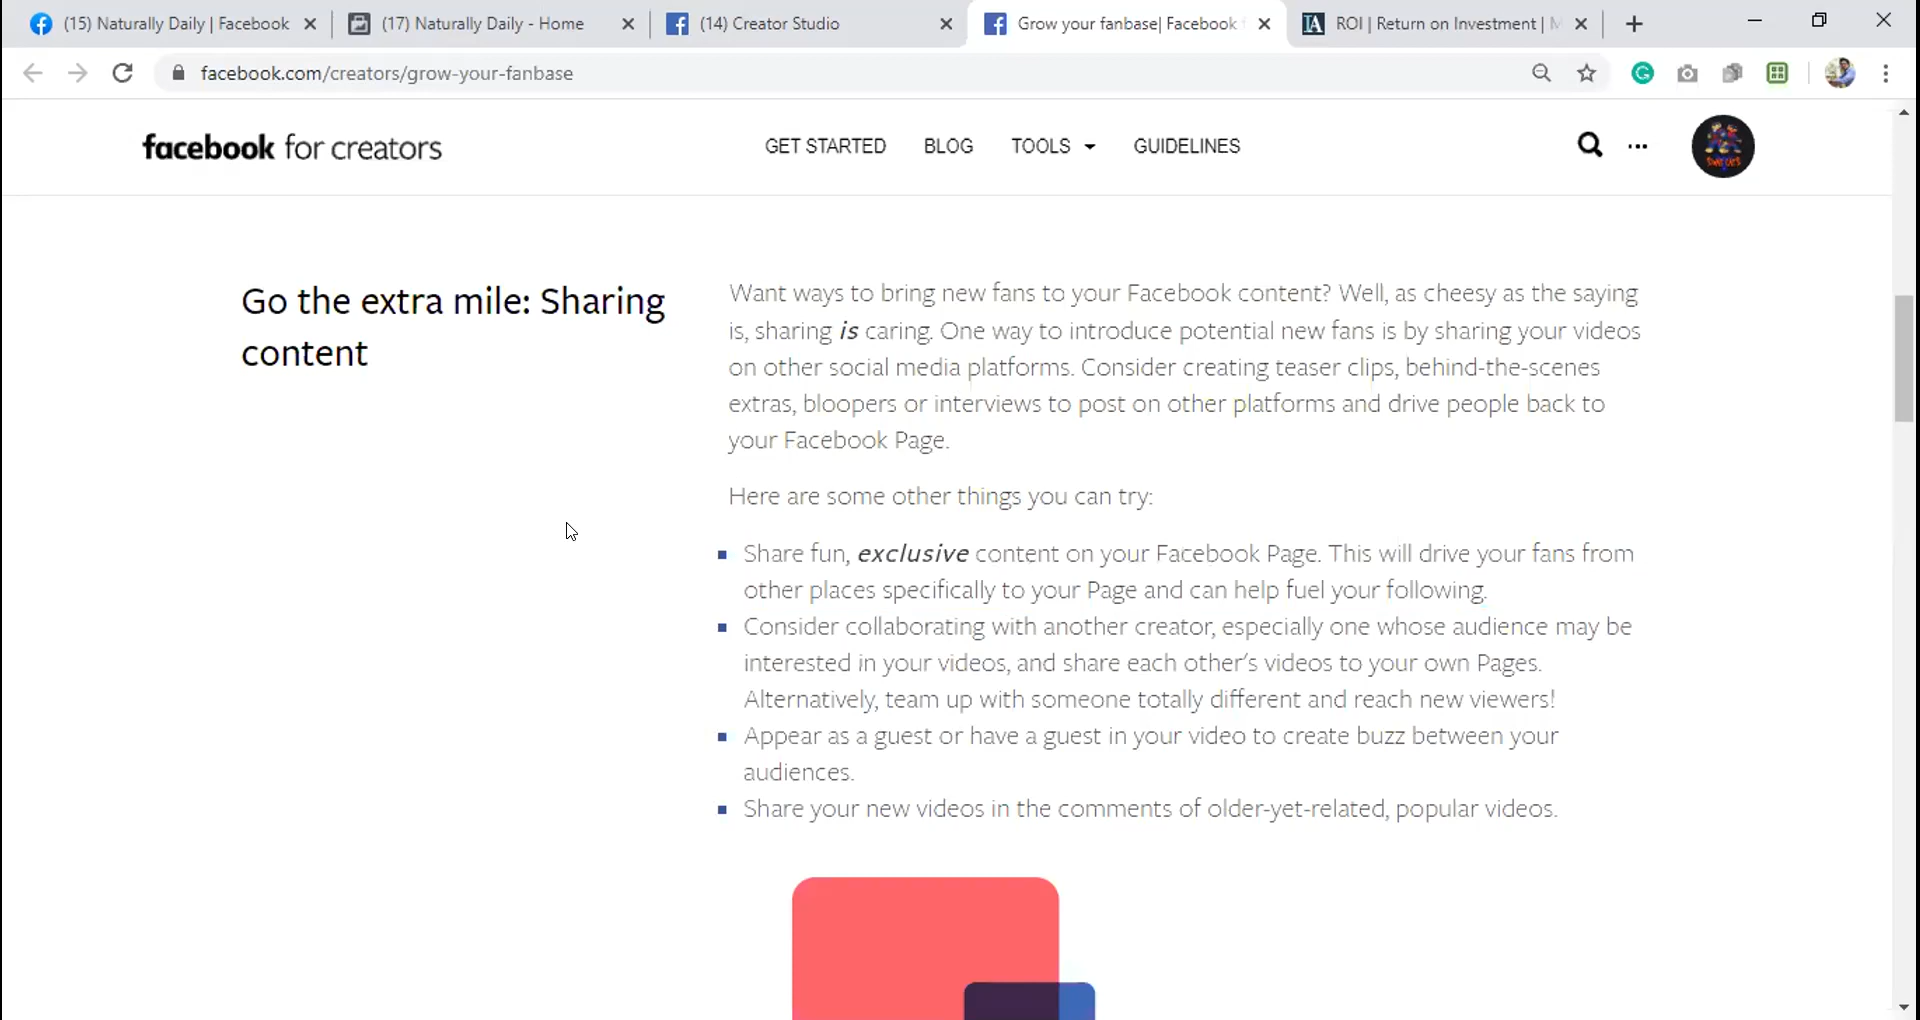 (15) Naturally Daily | Facebook
(17) Naturally Daily - Home
(14) Creator Studio
Grow your fanbase| Facebook
ROI | Return on Investment |
facebook.com/creators/grow-your-fanbase
facebook for creators
GET STARTED
BLOG
TOOLS
GUIDELINES
Go the extra mile: Sharing
content
Want ways to bring new fans to your Facebook content? Well, as cheesy as the saying
is, sharing is caring. One way to introduce potential new fans is by sharing your videos
on other social media platforms. Consider creating teaser clips, behind-the-scenes
extras, bloopers or interviews to post on other platforms and drive people back to
your Facebook Page.
Here are some other things you can try:
Share fun, exclusive content on your Facebook Page. This will drive your fans from
other places specifically to your Page and can help fuel your following.
Consider collaborating with another creator, especially one whose audience may be
interested in your videos, and share each other's videos to your own Pages.
Alternatively, team up with someone totally different and reach new viewers!
Appear as a guest or have a guest in your video to create buzz between your
audiences.
Share your new videos in the comments of older-yet-related, popular videos.